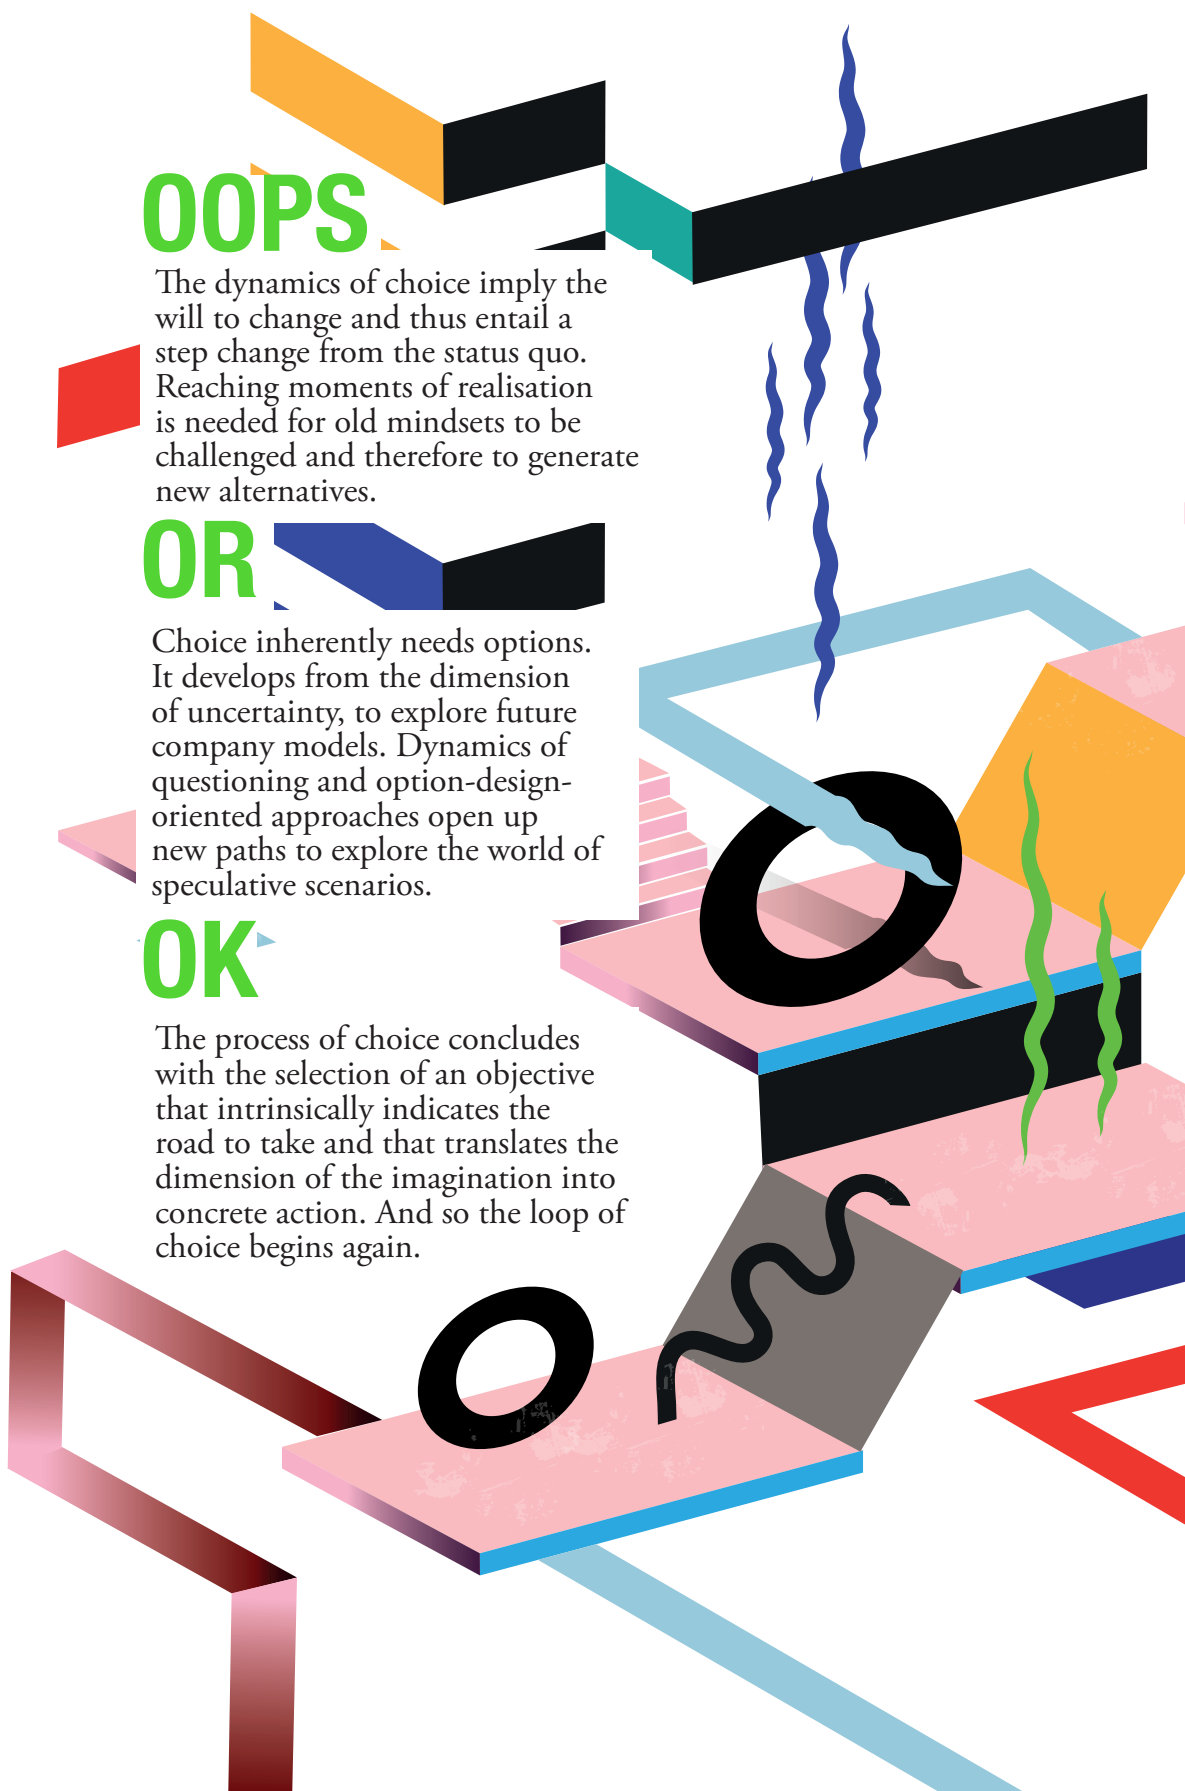 OOPS
The dynamics of choice imply the
will to change and thus entail a
step change from the status quo.
Reaching moments of realisation
is needed for old mindsets to be
challenged and therefore to generate
new alternatives.
OR
Choice inherently needs options.
It develops from the dimension
of uncertainty, to explore future
company models. Dynamics of
questioning and option-design-
oriented approaches open up
new paths to explore the world of
speculative scenarios.
OK
The process of choice concludes
with the selection of an objective
that intrinsically indicates the
road to take and that translates the
dimension of the imagination into
concrete action. And so the loop of
choice begins again.